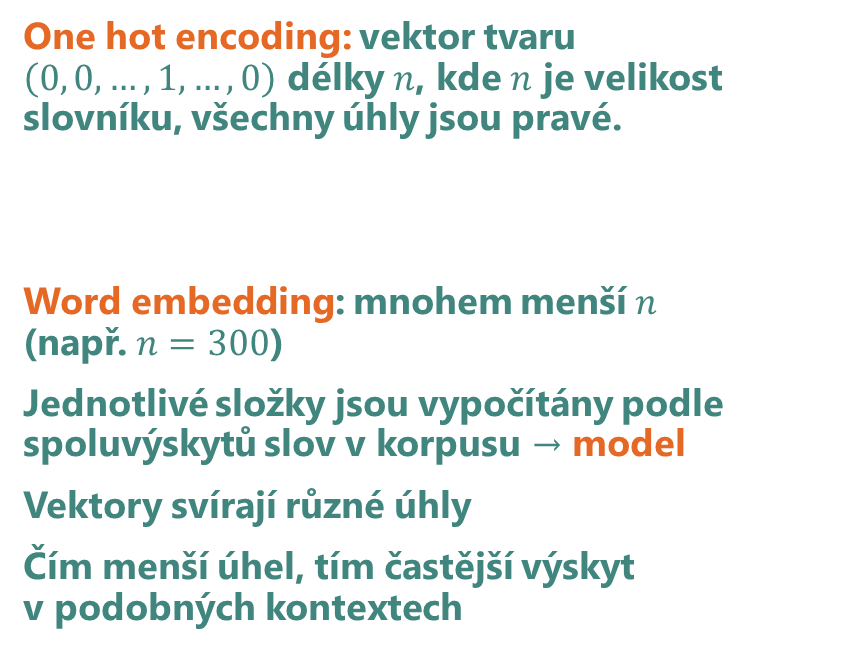 One hot encoding: vektor tvaru
(0, 0, … , 1, … , 0) délky n, kde n je velikost
slovníku, všechny úhly jsou pravé.
Word embedding: mnohem menší n
(např. n = 300)
Jednotlivé složky jsou vypočítány podle
spoluvýskytů slov v korpusu → model
Vektory svírají různé úhly
Čím menší úhel, tím častější výskyt
v podobných kontextech